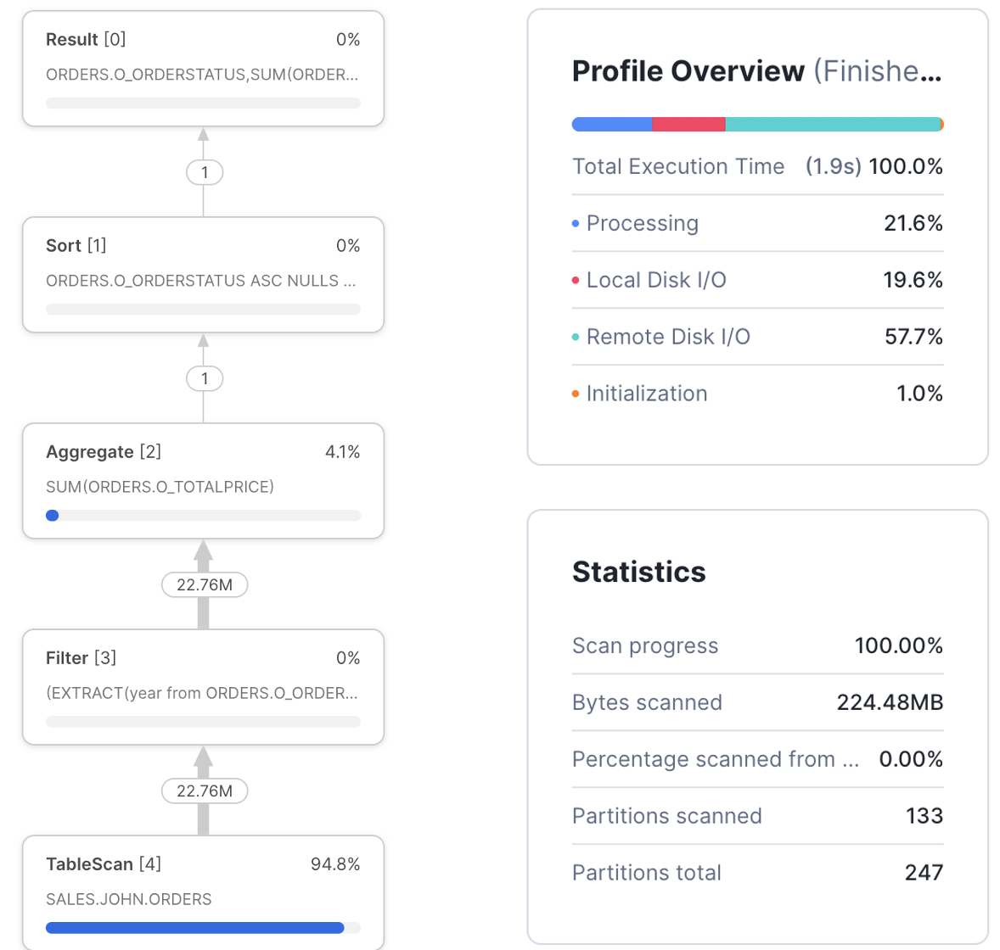 Result [0] 0%
ORDERS.O_ORDERSTATUS,SUM(ORDER...
1
Sort [1] 0%
ORDERS.O_ORDERSTATUS ASC NULLS ...
1
Aggregate [2] 4.1%
SUM(ORDERS.O_TOTALPRICE)
22.76M
Filter [3] 0%
(EXTRACT(year from ORDERS.O_ORDER...
22.76M
TableScan [4] 94.8%
SALES.JOHN.ORDERS
Profile Overview (Finishe...
Total Execution Time (1.9s) 100.0%
Processing 21.6%
Local Disk I/O 19.6%
Remote Disk I/O 57.7%
Initialization 1.0%
Statistics
Scan progress 100.00%
Bytes scanned 224.48MB
Percentage scanned from ... 0.00%
Partitions scanned 133
Partitions total 247